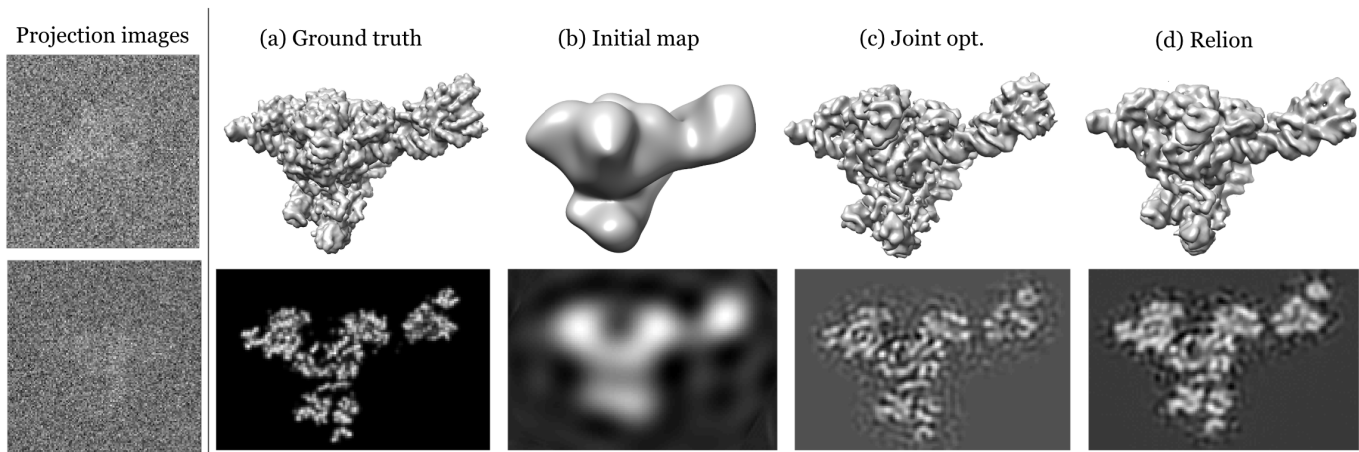 Projection images
(a) Ground truth
(b) Initial map
(c) Joint opt.
(d) Relion